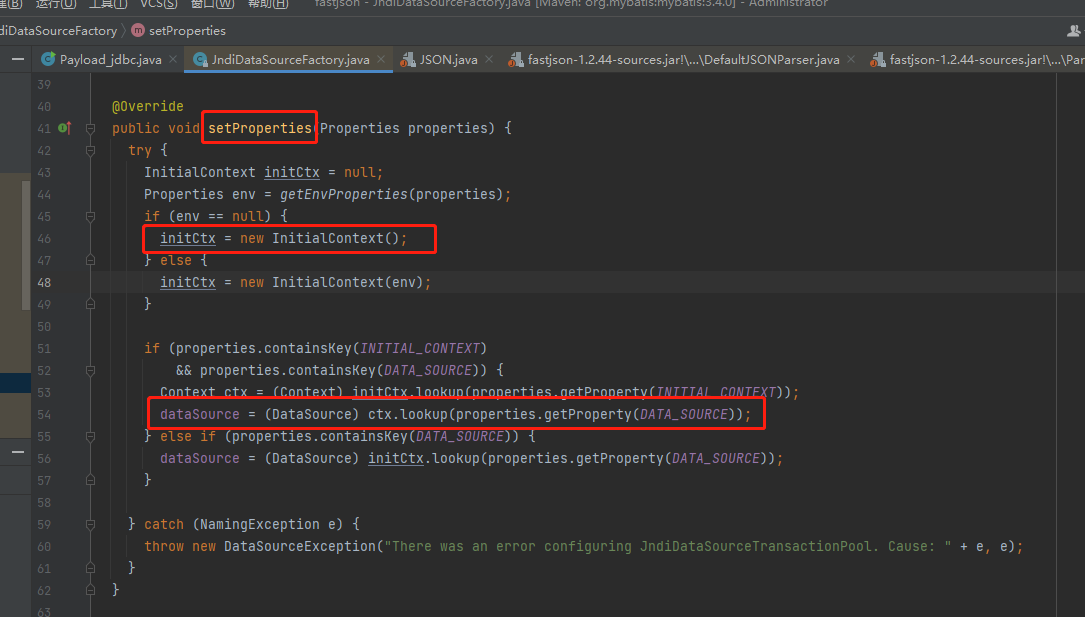 运行(U) 工具(T) VCS(S) 窗口(W) 帮助(H) fastjson - JndiDataSourceFactory.java [Maven: org.mybatis:mybatis:3.4.0] - Administrator
diDataSourceFactory m setProperties
Payload_jdbc.java × JndiDataSourceFactory.java × JSON.java × fastjson-1.2.44-sources.jar!\...\DefaultJSONParser.java × fastjson-1.2.44-sources.jar!\...\Par
39
40 @Override
41 public void setProperties(Properties properties) {
42 try {
43 InitialContext initCtx = null;
44 Properties env = getEnvProperties(properties);
45 if (env == null) {
46 initCtx = new InitialContext();
47 } else {
48 initCtx = new InitialContext(env);
49 }
50
51 if (properties.containsKey(INITIAL_CONTEXT)
52 && properties.containsKey(DATA_SOURCE)) {
53 Context ctx = (Context) initCtx.lookup(properties.getProperty(INITIAL_CONTEXT));
54 dataSource = (DataSource) ctx.lookup(properties.getProperty(DATA_SOURCE));
55 } else if (properties.containsKey(DATA_SOURCE)) {
56 dataSource = (DataSource) initCtx.lookup(properties.getProperty(DATA_SOURCE));
57 }
58
59 } catch (NamingException e) {
60 throw new DataSourceException("There was an error configuring JndiDataSourceTransactionPool. Cause: " + e, e);
61 }
62 }
63